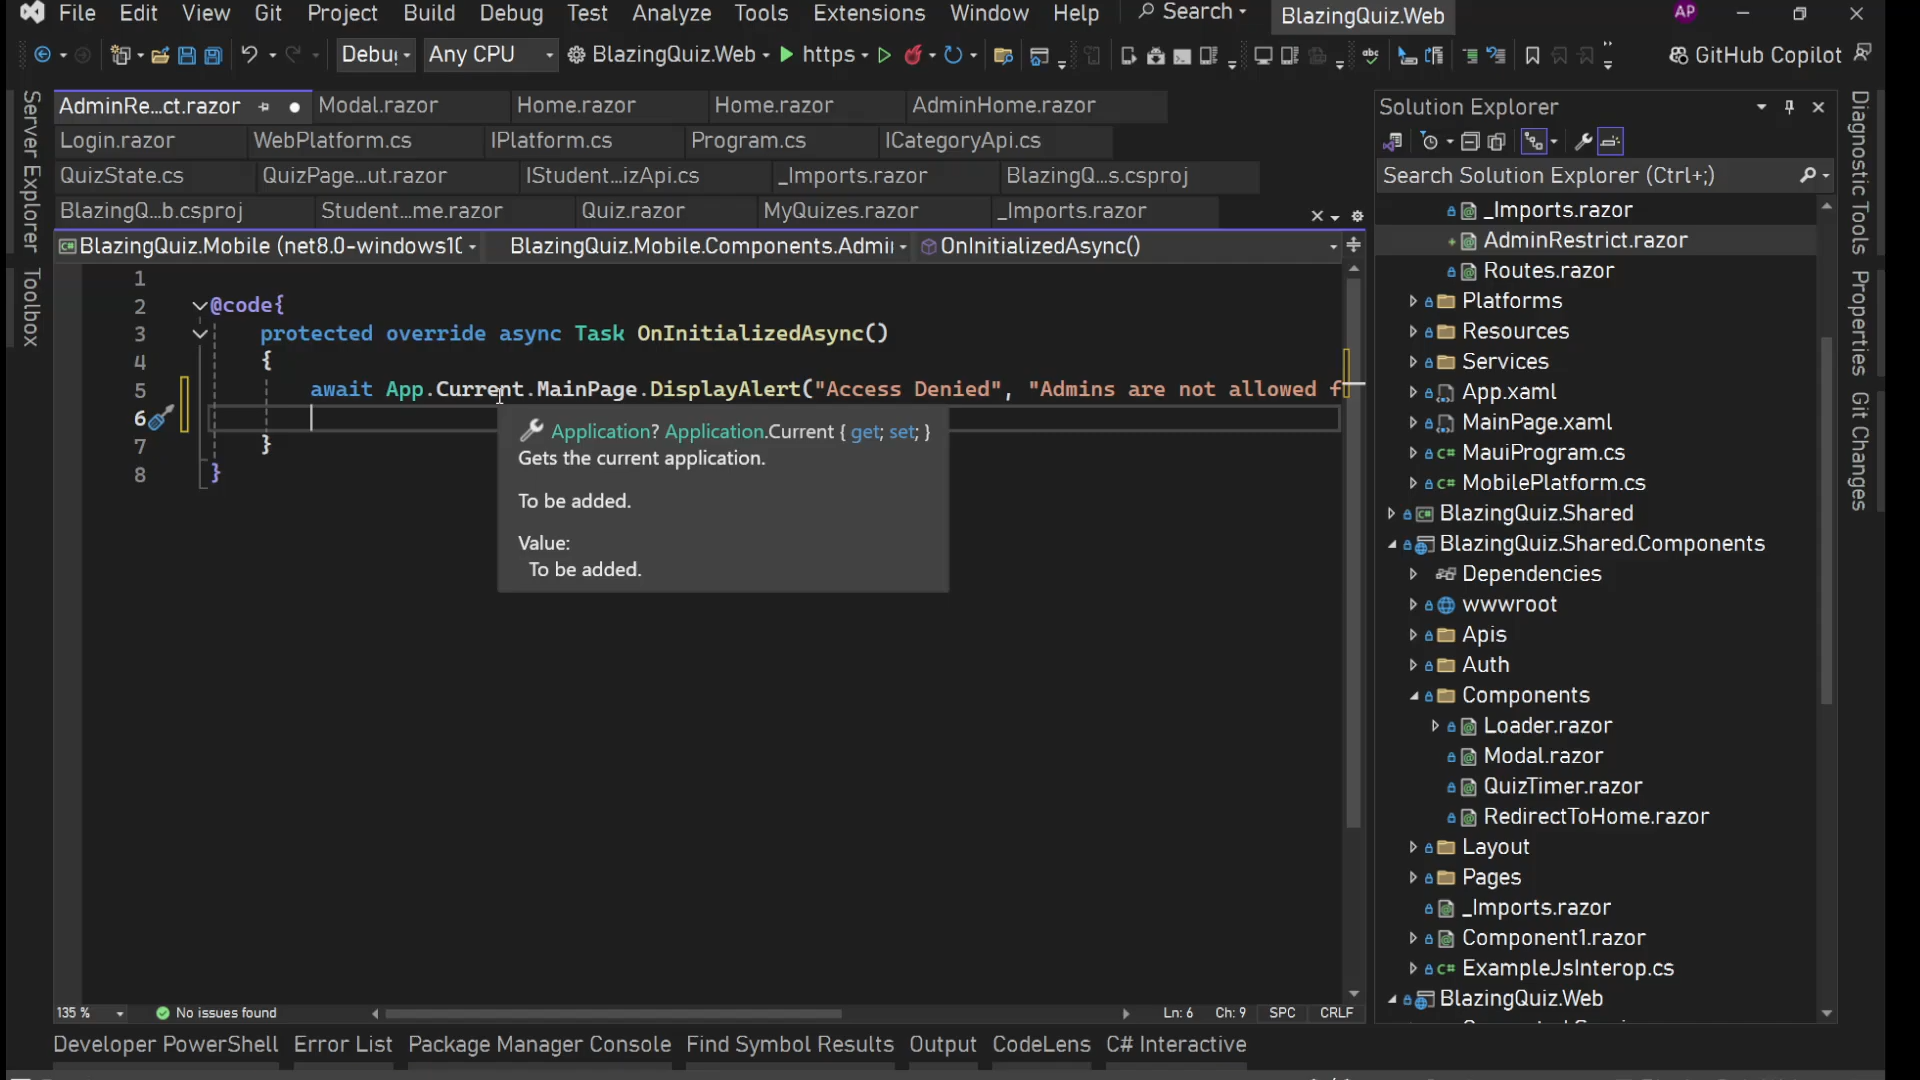 File Edit View Git Project Build Debug Test Analyze Tools Extensions Window Help Search BlazingQuiz.Web AP
Debug Any CPU BlazingQuiz.Web https abc GitHub Copilot
AdminRe...ct.razor Modal.razor Home.razor Home.razor AdminHome.razor
Login.razor WebPlatform.cs IPlatform.cs Program.cs ICategoryApi.cs
QuizState.cs QuizPage...ut.razor IStudent...izApi.cs _Imports.razor BlazingQ...s.csproj
BlazingQ...b.csproj Student...me.razor Quiz.razor MyQuizes.razor _Imports.razor
BlazingQuiz.Mobile (net8.0-windows10 BlazingQuiz.Mobile.Components.Admi OnInitializedAsync()
Server Explorer
Toolbox
1
2 @code{
3 protected override async Task OnInitializedAsync()
4 {
5 await App.Current.MainPage.DisplayAlert("Access Denied", "Admins are not allowed f
6
7 }
8 }
Application? Application.Current { get; set; }
Gets the current application.
To be added.
Value:
To be added.
135 % No issues found Ln: 6 Ch: 9 SPC CRLF
Developer PowerShell Error List Package Manager Console Find Symbol Results Output CodeLens C# Interactive
Solution Explorer
Search Solution Explorer (Ctrl+;)
_Imports.razor
AdminRestrict.razor
Routes.razor
Platforms
Resources
Services
App.xaml
MainPage.xaml
MauiProgram.cs
MobilePlatform.cs
BlazingQuiz.Shared
BlazingQuiz.Shared.Components
Dependencies
wwwroot
Apis
Auth
Components
Loader.razor
Modal.razor
QuizTimer.razor
RedirectToHome.razor
Layout
Pages
_Imports.razor
Component1.razor
ExampleJsInterop.cs
BlazingQuiz.Web
Diagnostic Tools
Properties
Git Changes